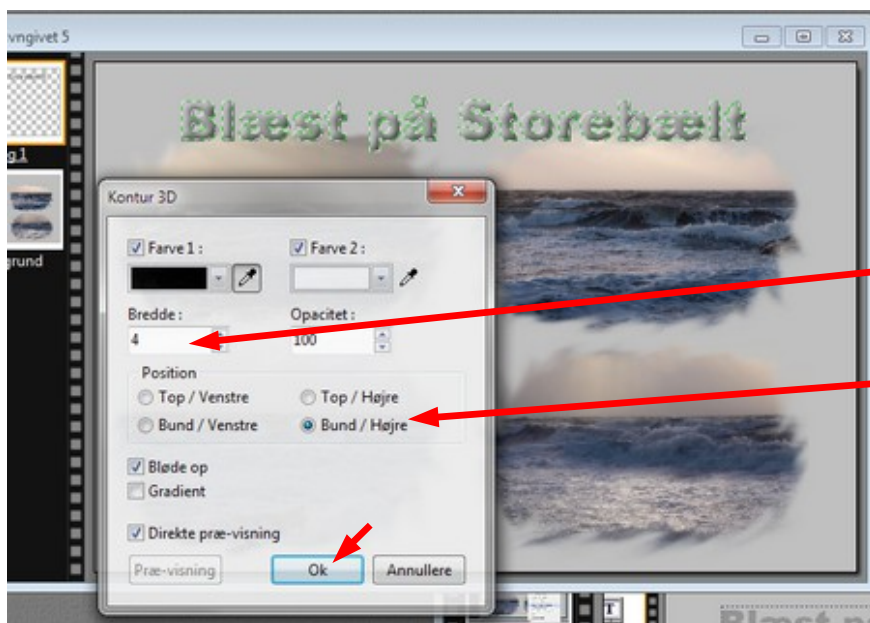 vngivet 5
Blæst på Storebælt
g1
grund
Kontur 3D
Farve 1 :
Farve 2 :
Bredde :
Opacitet :
4
100
Position
Top / Venstre
Top / Højre
Bund / Venstre
Bund / Højre
Bløde op
Gradient
Direkte præ-visning
Præ-visning
Ok
Annullere
T